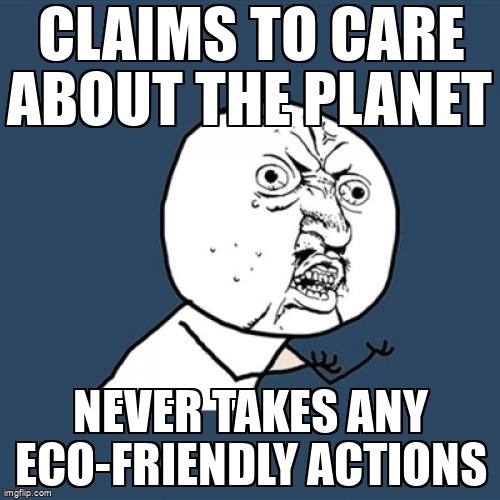 CLAIMS TO CARE
ABOUT THE PLANET
NEVER TAKES ANY
ECO-FRIENDLY ACTIONS
imgflip.com